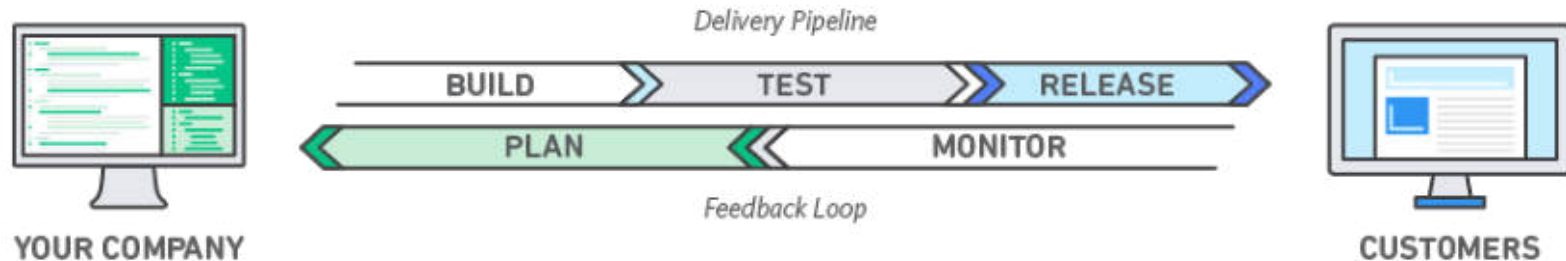 Delivery Pipeline
BUILD TEST RELEASE
PLAN MONITOR
Feedback Loop
YOUR COMPANY CUSTOMERS